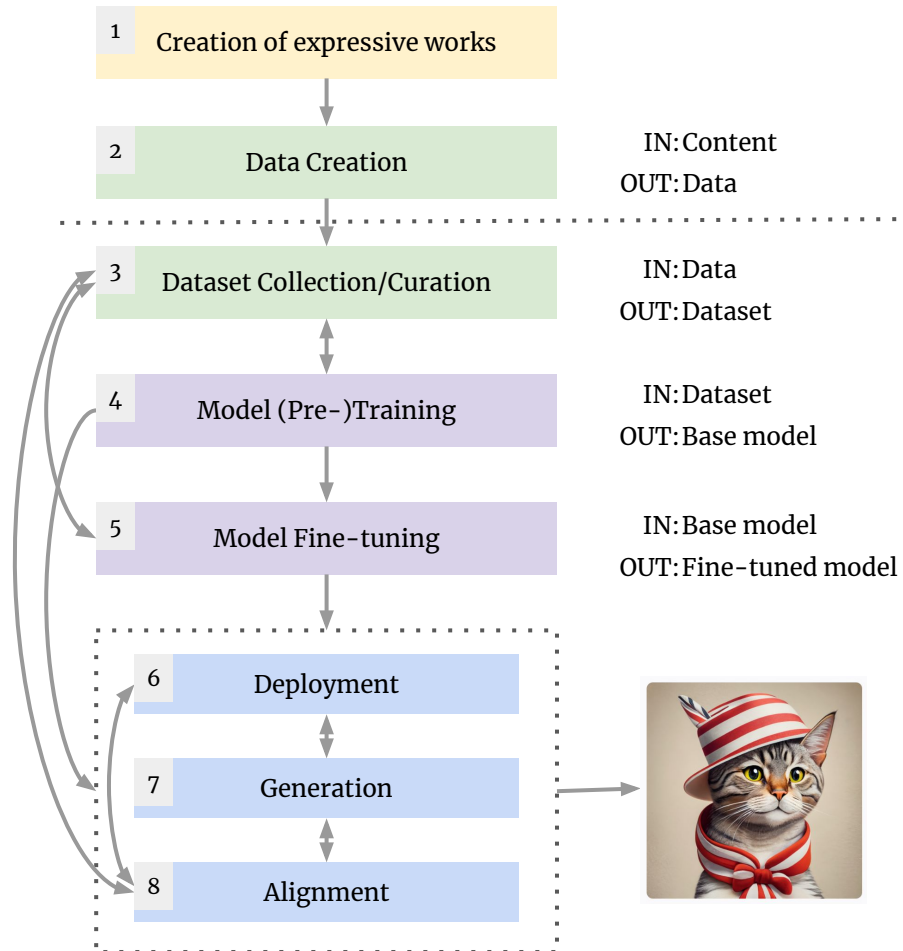 1
Creation of expressive works
2
Data Creation
IN: Content
OUT: Data
3
Dataset Collection/Curation
IN: Data
OUT: Dataset
4
Model (Pre-)Training
IN: Dataset
OUT: Base model
5
Model Fine-tuning
IN: Base model
OUT: Fine-tuned model
6
Deployment
7
Generation
8
Alignment